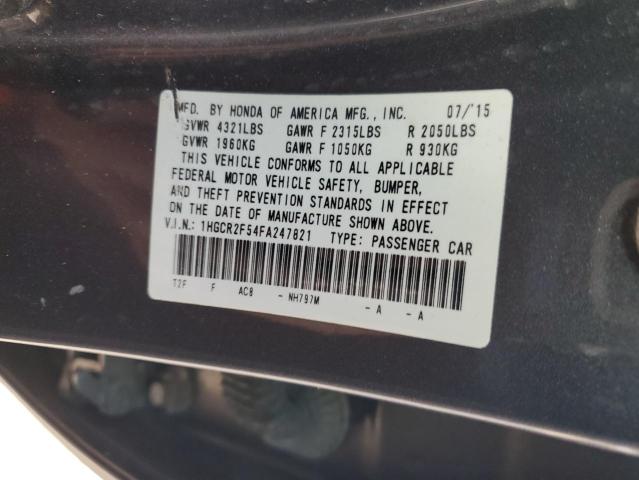 MFD. BY HONDA OF AMERICA MFG., INC. 07/'15
GVWR 4321LBS GAWR F 2315LBS R 2050LBS
GVWR 1960KG GAWR F 1050KG R 930KG
THIS VEHICLE CONFORMS TO ALL APPLICABLE
FEDERAL MOTOR VEHICLE SAFETY, BUMPER,
AND THEFT PREVENTION STANDARDS IN EFFECT
ON THE DATE OF MANUFACTURE SHOWN ABOVE.
V.I.N.: 1HGCR2F54FA247821 TYPE: PASSENGER CAR
T2F F AC8 - NH797M - A - A